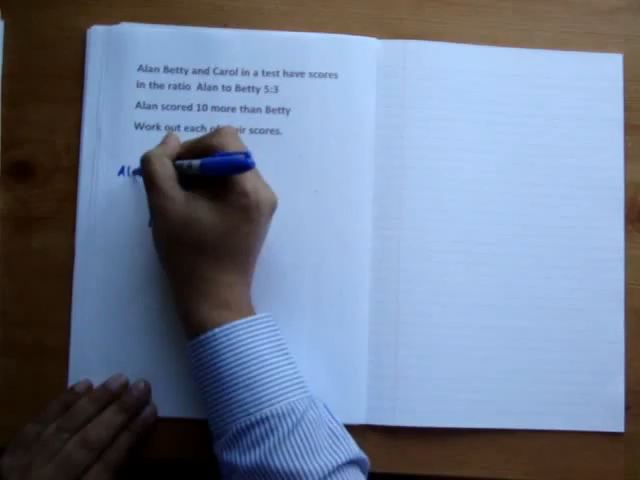 Alan Betty and Carol in a test have scores
in the ratio Alan to Betty 5:3
Alan scored 10 more than Betty
Work out each scores.